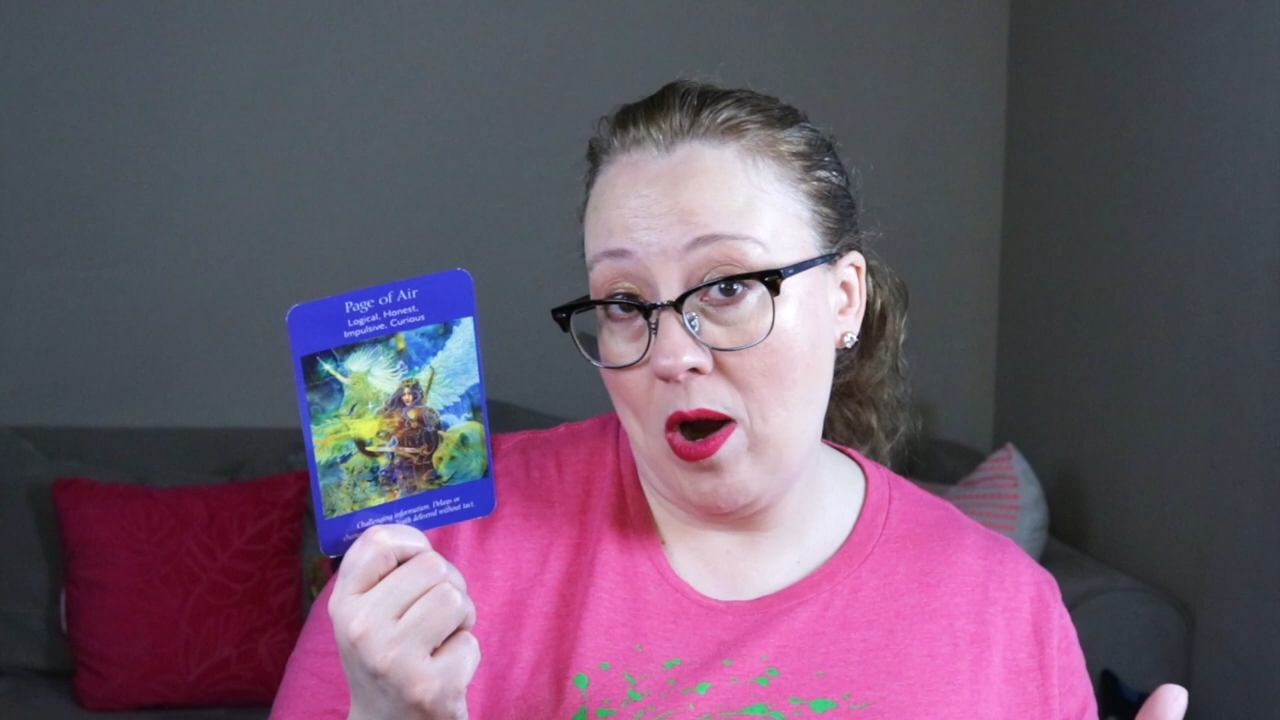 Page of Air
Logical, Honest,
Impulsive, Curious
Challenging information. Delays or
Truth delivered without tact.